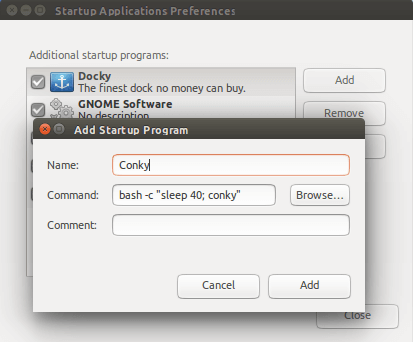 Startup Applications Preferences
Additional startup programs:
Docky
The finest dock no money can buy.
Add
GNOME Software
No description
Remove
Add Startup Program
Name:
Conky
Command:
bash -c "sleep 40; conky"
Browse...
Comment:
Cancel
Add
Close